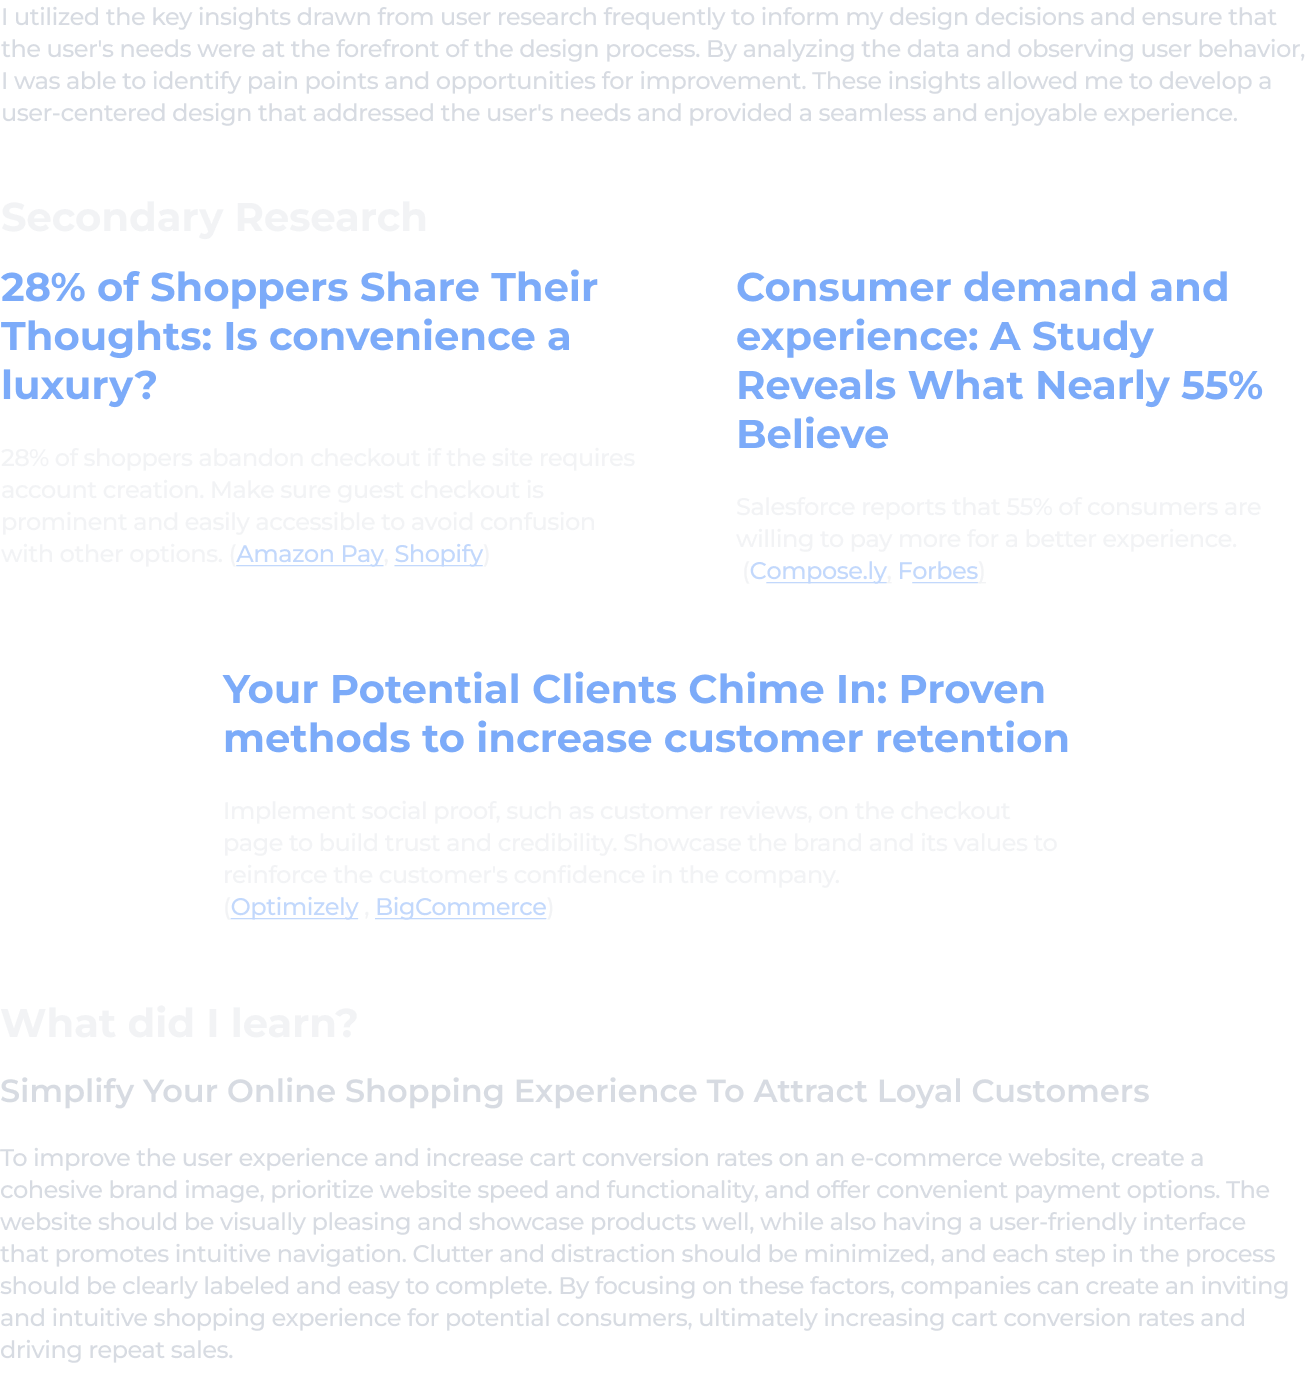 I utilized the key insights drawn from user research frequently to inform my design decisions and ensure that
the user's needs were at the forefront of the design process. By analyzing the data and observing user behavior,
I was able to identify pain points and opportunities for improvement. These insights allowed me to develop a
user-centered design that addressed the user's needs and provided a seamless and enjoyable experience.
Secondary Research
28% of Shoppers Share Their
Thoughts: Is convenience a
luxury?
28% of shoppers abandon checkout if the site requires
account creation. Make sure guest checkout is
prominent and easily accessible to avoid confusion
with other options. (Amazon Pay, Shopify)
Consumer demand and
experience: A Study
Reveals What Nearly 55%
Believe
Salesforce reports that 55% of consumers are
willing to pay more for a better experience.
(Compose.ly, Forbes)
Your Potential Clients Chime In: Proven
methods to increase customer retention
Implement social proof, such as customer reviews, on the checkout
page to build trust and credibility. Showcase the brand and its values to
reinforce the customer's confidence in the company.
(Optimizely , BigCommerce)
What did I learn?
Simplify Your Online Shopping Experience To Attract Loyal Customers
To improve the user experience and increase cart conversion rates on an e-commerce website, create a
cohesive brand image, prioritize website speed and functionality, and offer convenient payment options. The
website should be visually pleasing and showcase products well, while also having a user-friendly interface
that promotes intuitive navigation. Clutter and distraction should be minimized, and each step in the process
should be clearly labeled and easy to complete. By focusing on these factors, companies can create an inviting
and intuitive shopping experience for potential consumers, ultimately increasing cart conversion rates and
driving repeat sales.